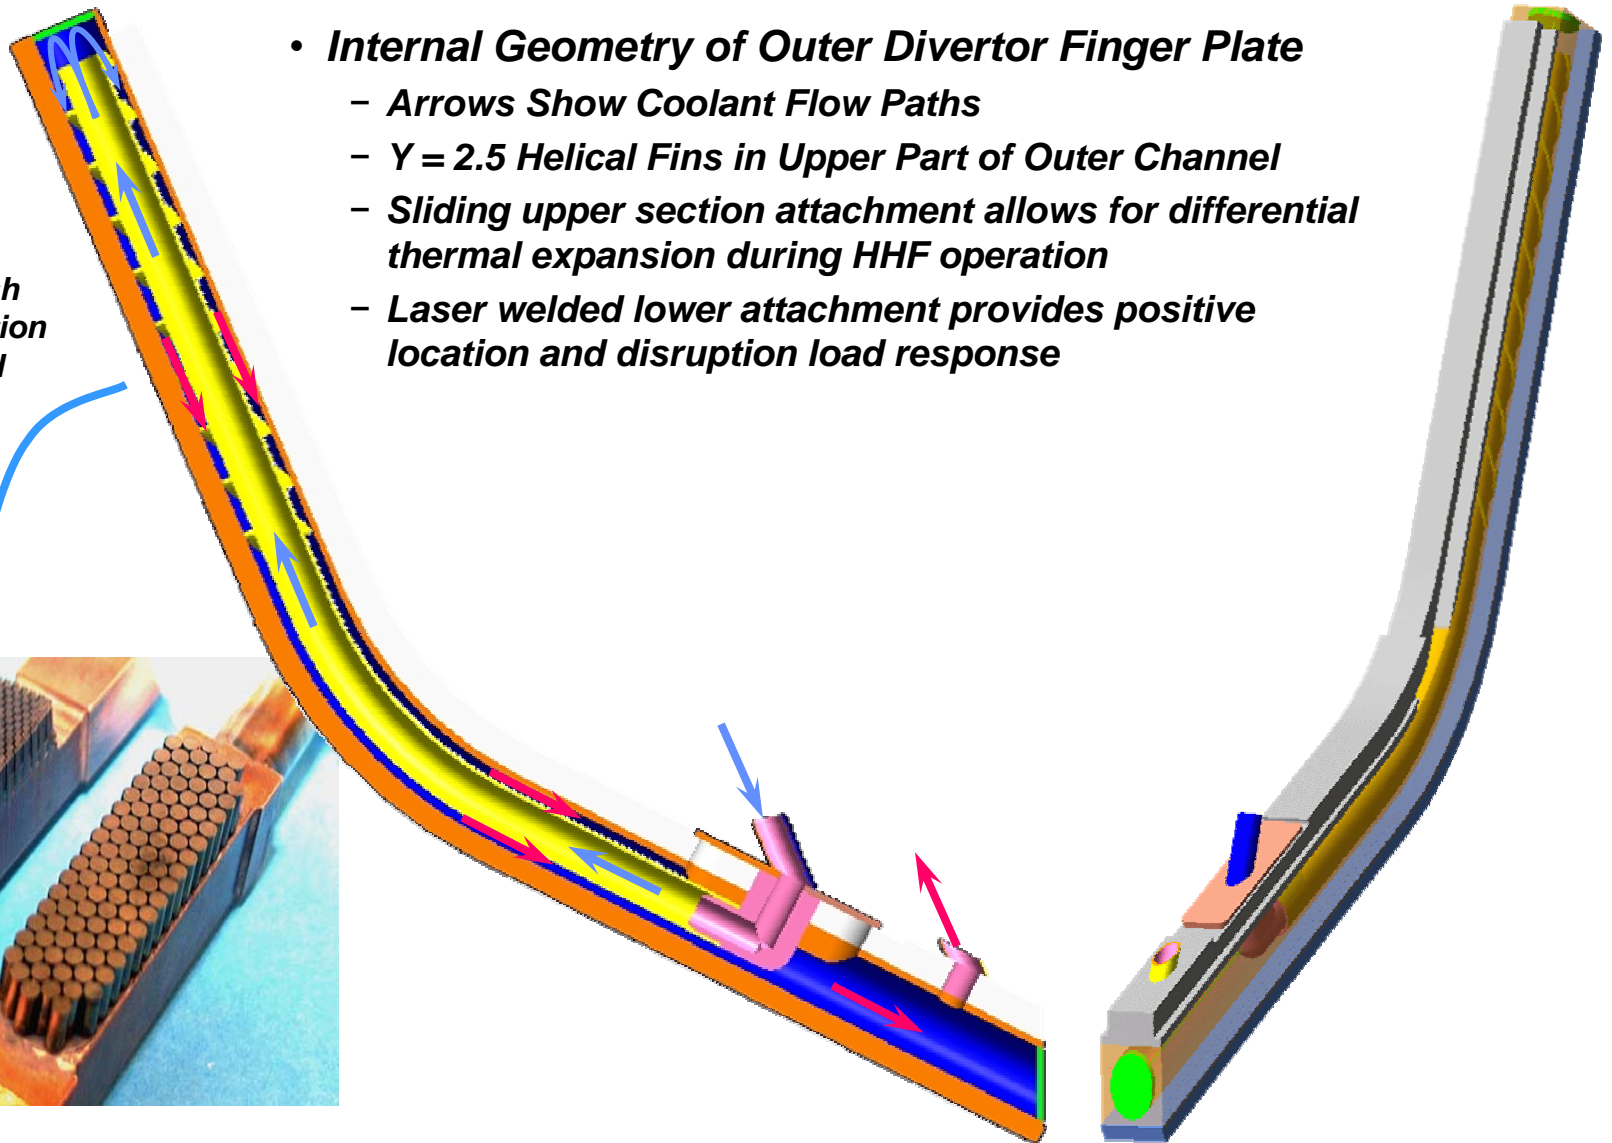 • Internal Geometry of Outer Divertor Finger Plate
– Arrows Show Coolant Flow Paths
– Y = 2.5 Helical Fins in Upper Part of Outer Channel
– Sliding upper section attachment allows for differential
thermal expansion during HHF operation
– Laser welded lower attachment provides positive
location and disruption load response